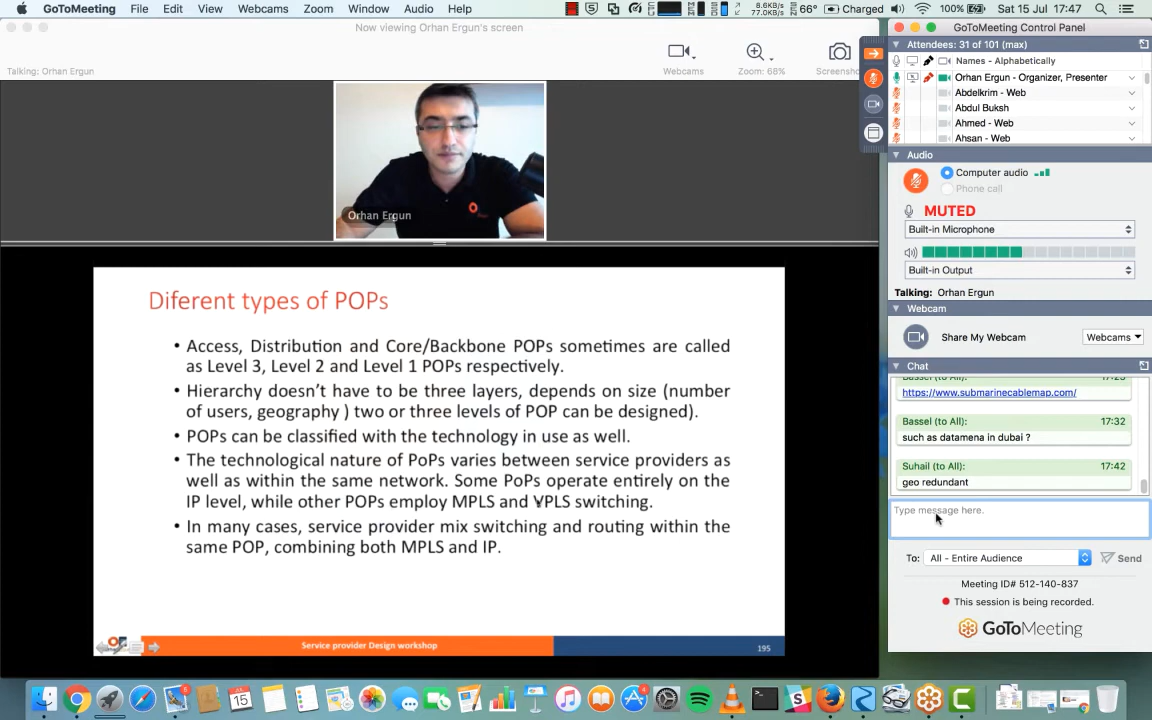 GoToMeeting File Edit View Webcams Zoom Window Audio Help
8.6KB/s
77.0KB/s
66° Charged 100% Sat 15 Jul 17:47
Now viewing Orhan Ergun's screen
Talking: Orhan Ergun
Webcams
Zoom: 68%
Screensho
Orhan Ergun
Diferent types of POPs
• Access, Distribution and Core/Backbone POPs sometimes are called
as Level 3, Level 2 and Level 1 POPs respectively.
• Hierarchy doesn't have to be three layers, depends on size (number
of users, geography ) two or three levels of POP can be designed).
• POPs can be classified with the technology in use as well.
• The technological nature of PoPs varies between service providers as
well as within the same network. Some PoPs operate entirely on the
IP level, while other POPs employ MPLS and VPLS switching.
• In many cases, service provider mix switching and routing within the
same POP, combining both MPLS and IP.
Service provider Design workshop
195
GoToMeeting Control Panel
Attendees: 31 of 101 (max)
Names - Alphabetically
Orhan Ergun - Organizer, Presenter
Abdelkrim - Web
Abdul Buksh
Ahmed - Web
Ahsan - Web
Audio
Computer audio
Phone call
MUTED
Built-in Microphone
Built-in Output
Talking: Orhan Ergun
Webcam
Share My Webcam
Webcams
Chat
Bassel (to All):
https://www.submarinecablemap.com/
Bassel (to All): 17:32
such as datamena in dubai ?
Suhail (to All): 17:42
geo redundant
Type message here.
To: All - Entire Audience Send
Meeting ID# 512-140-837
This session is being recorded.
GoToMeeting